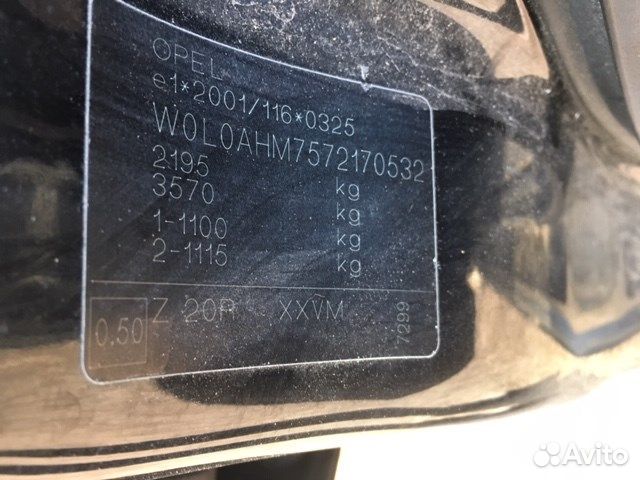 OPEL
e1*2001/116*0325
W0L0AHM7572170532
2195 kg
3570 kg
1-1100 kg
2-1115 kg
0.50 Z 20R XXVM
7299
Avito